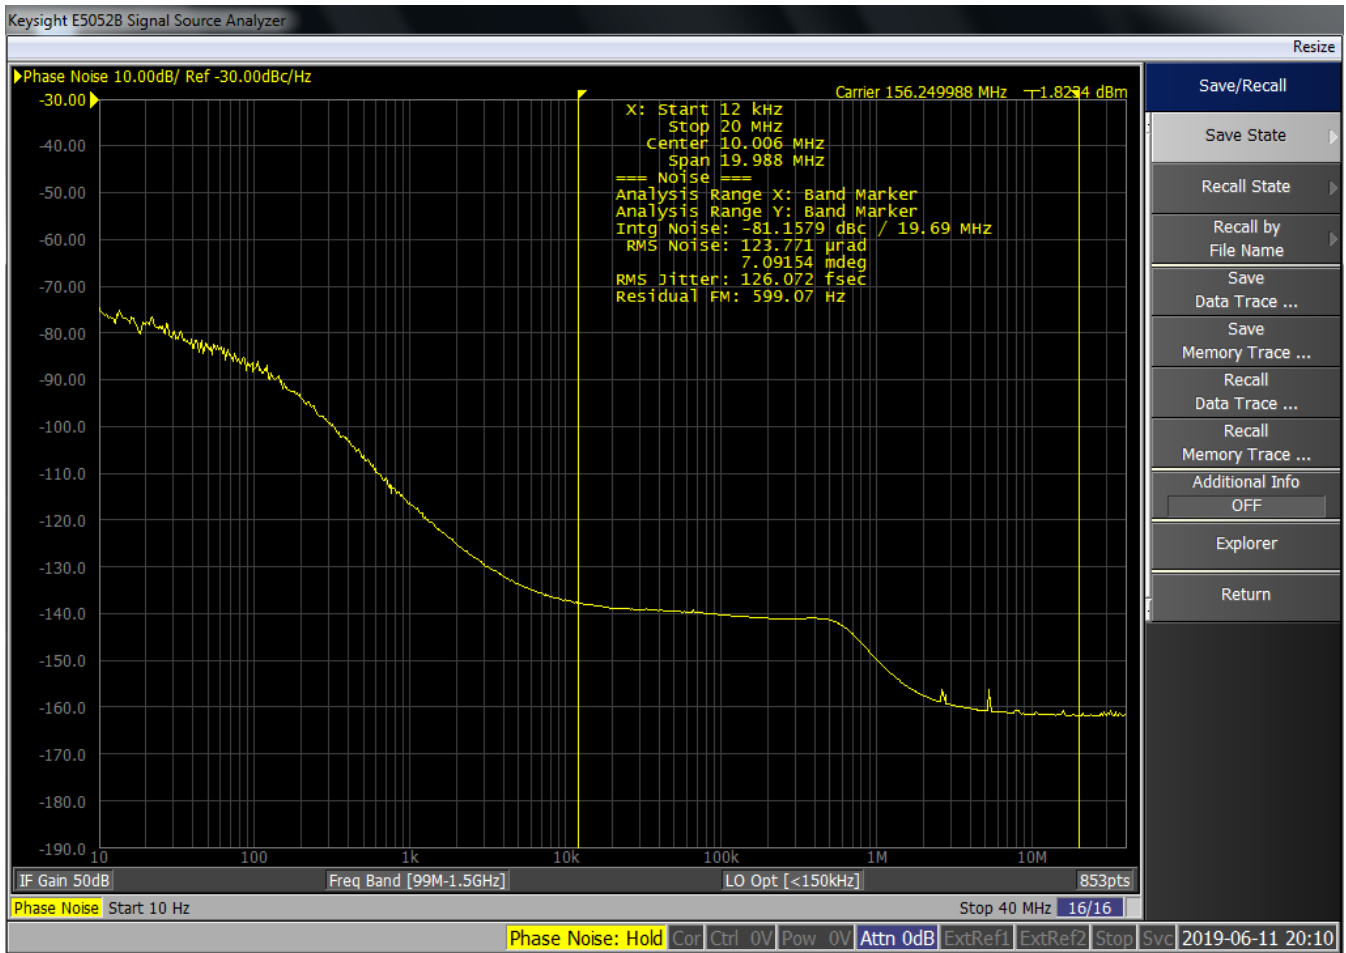 Keysight E5052B Signal Source Analyzer
Resize
Phase Noise 10.00dB/ Ref -30.00dBc/Hz
Carrier 156.249988 MHz
dBm
-30.00
-40.00
-50.00
-60.00
-70.00
-80.00
-90.00
-100.0
-110.0
-120.0
-130.0
-140.0
-150.0
-160.0
-170.0
-180.0
-190.0
X: Start 12 kHz
Stop 20 MHz
Center 10.006 MHz
Span 19.988 MHz
=== Noise ===
Analysis Range X: Band Marker
Analysis Range Y: Band Marker
Intg Noise: -81.1579 dBc / 19.69 MHz
RMS Noise: 123.771 µrad
7.09154 mdeg
RMS Jitter: 126.072 fsec
Residual FM: 599.07 Hz
10 100 1k 10k 100k 1M 10M
IF Gain 50dB Freq Band [99M-1.5GHz] LO Opt [<150kHz] 853pts
Phase Noise Start 10 Hz Stop 40 MHz 16/16
Phase Noise: Hold Cor Ctrl 0V Pow 0V Attn 0dB ExtRef1 ExtRef2 Stop Svc 2019-06-11 20:10
Save/Recall
Save State
Recall State
Recall by
File Name
Save
Data Trace ...
Save
Memory Trace ...
Recall
Data Trace ...
Recall
Memory Trace ...
Additional Info
OFF
Explorer
Return